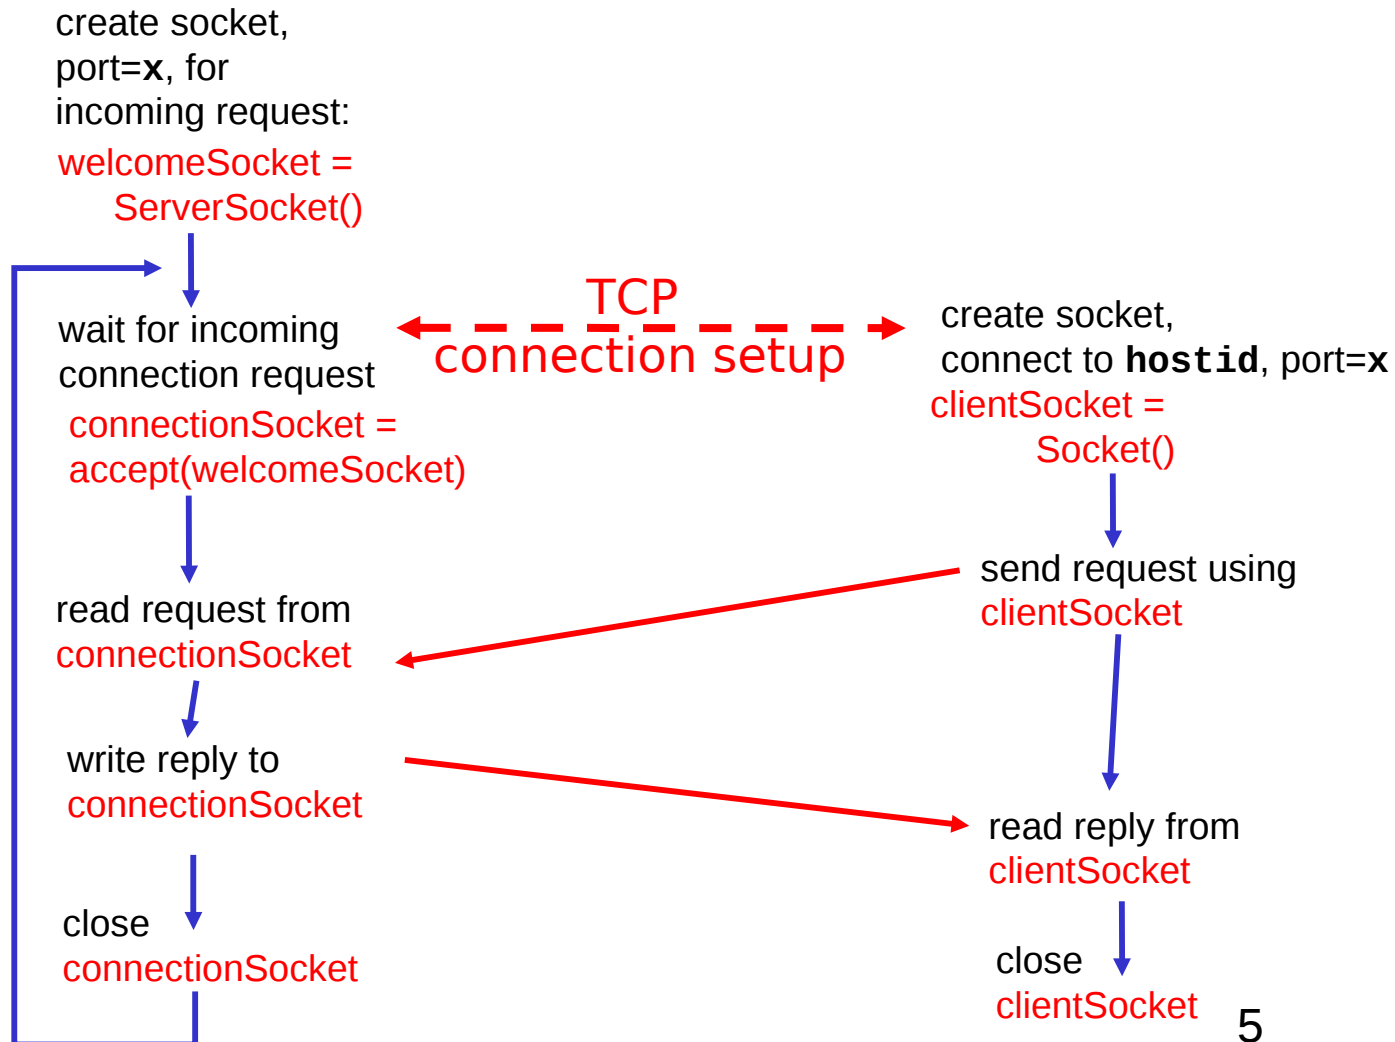 create socket,
port=x, for
incoming request:
welcomeSocket =
ServerSocket()
wait for incoming
connection request
connectionSocket =
accept(welcomeSocket)
read request from
connectionSocket
write reply to
connectionSocket
close
connectionSocket
TCP
connection setup
create socket,
connect to hostid, port=x
clientSocket =
Socket()
send request using
clientSocket
read reply from
clientSocket
close
clientSocket
5